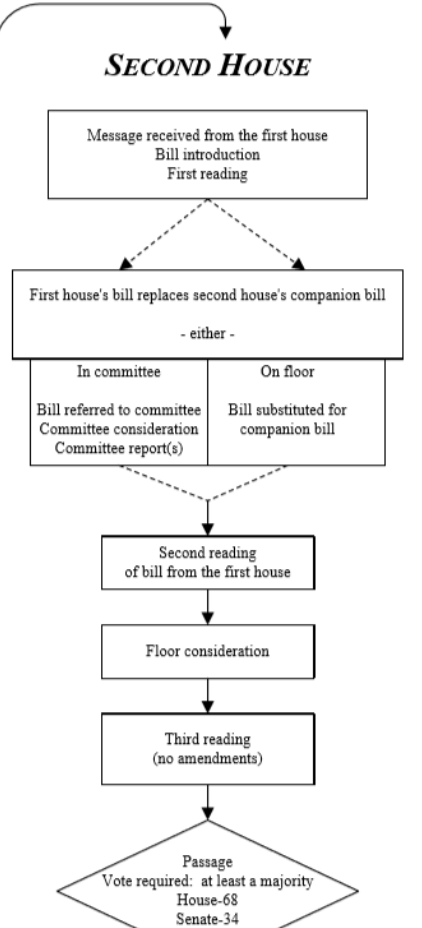 SECOND HOUSE
Message received from the first house
Bill introduction
First reading
First house's bill replaces second house's companion bill
- either -
In committee
Bill referred to committee
Committee consideration
Committee report(s)
On floor
Bill substituted for
companion bill
Second reading
of bill from the first house
Floor consideration
Third reading
(no amendments)
Passage
Vote required: at least a majority
House-68
Senate-34